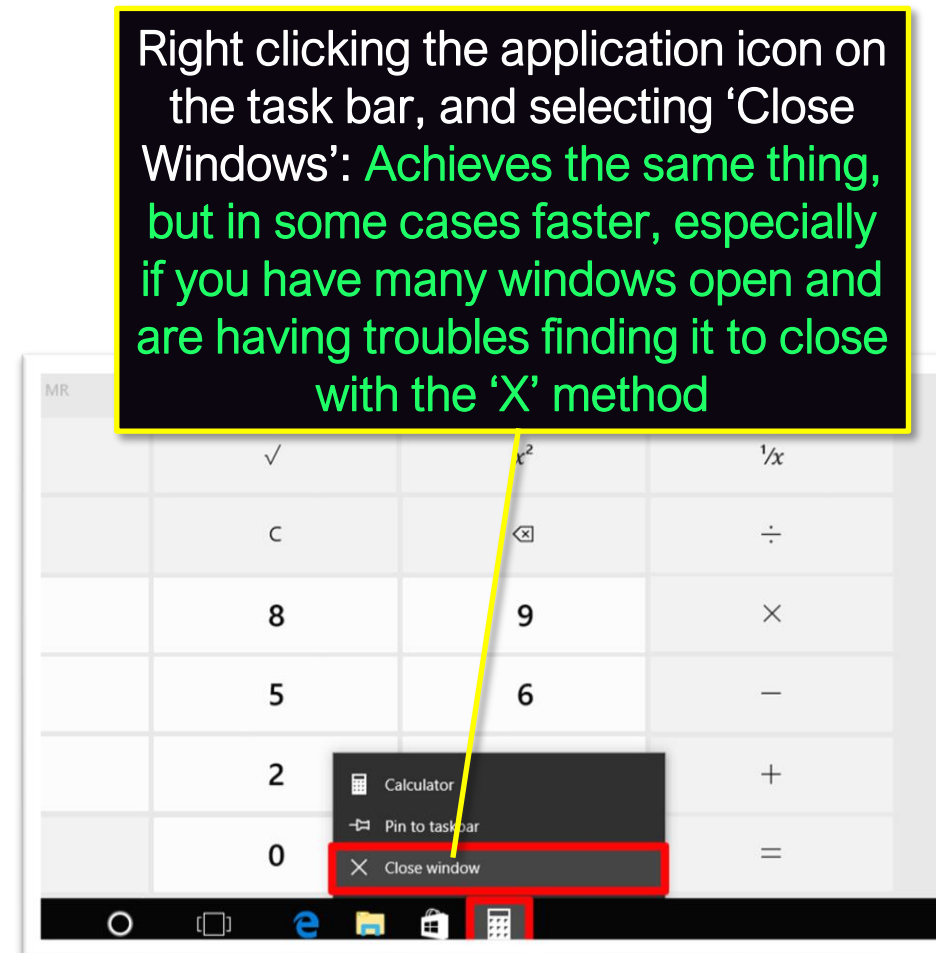 Right clicking the application icon on
the task bar, and selecting ‘Close
Windows’: Achieves the same thing,
but in some cases faster, especially
if you have many windows open and
are having troubles finding it to close
with the ‘X’ method
MR
√ x² ¹/x
C ÷
8 9 ×
5 6 −
2 +
0 =
Calculator
Pin to taskbar
Close window